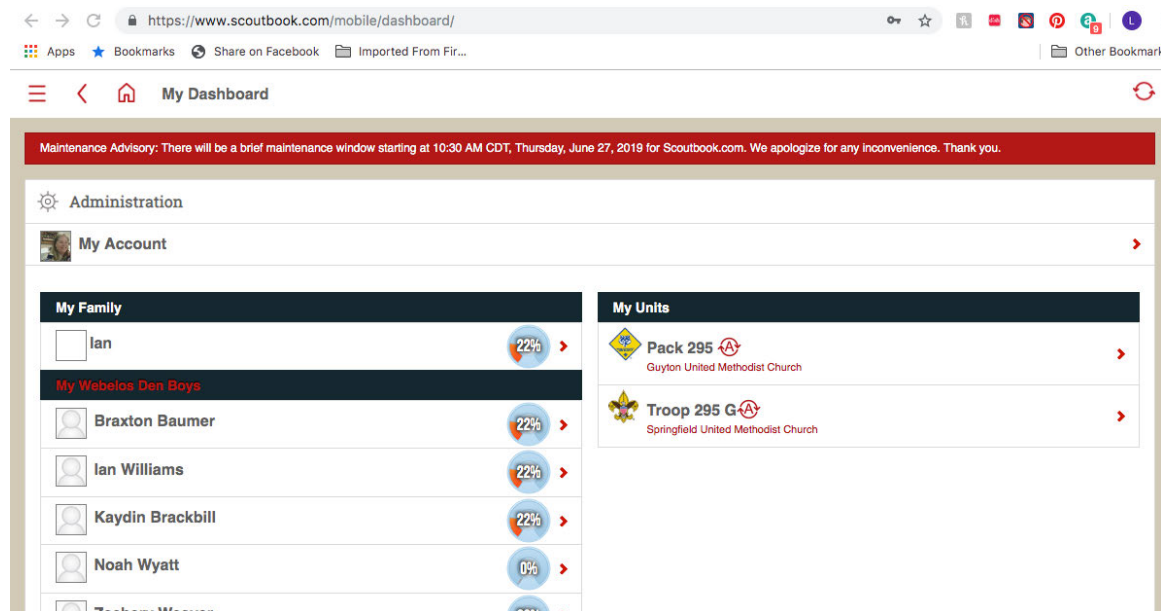 https://www.scoutbook.com/mobile/dashboard/
9
L
Apps Bookmarks Share on Facebook Imported From Fir... Other Bookmark
My Dashboard
Maintenance Advisory: There will be a brief maintenance window starting at 10:30 AM CDT, Thursday, June 27, 2019 for Scoutbook.com. We apologize for any inconvenience. Thank you.
Administration
My Account
My Family
Ian
22%
My Webelos Den Boys
Braxton Baumer
22%
Ian Williams
22%
Kaydin Brackbill
22%
Noah Wyatt
0%
My Units
Pack 295 A
Guyton United Methodist Church
Troop 295 G A
Springfield United Methodist Church